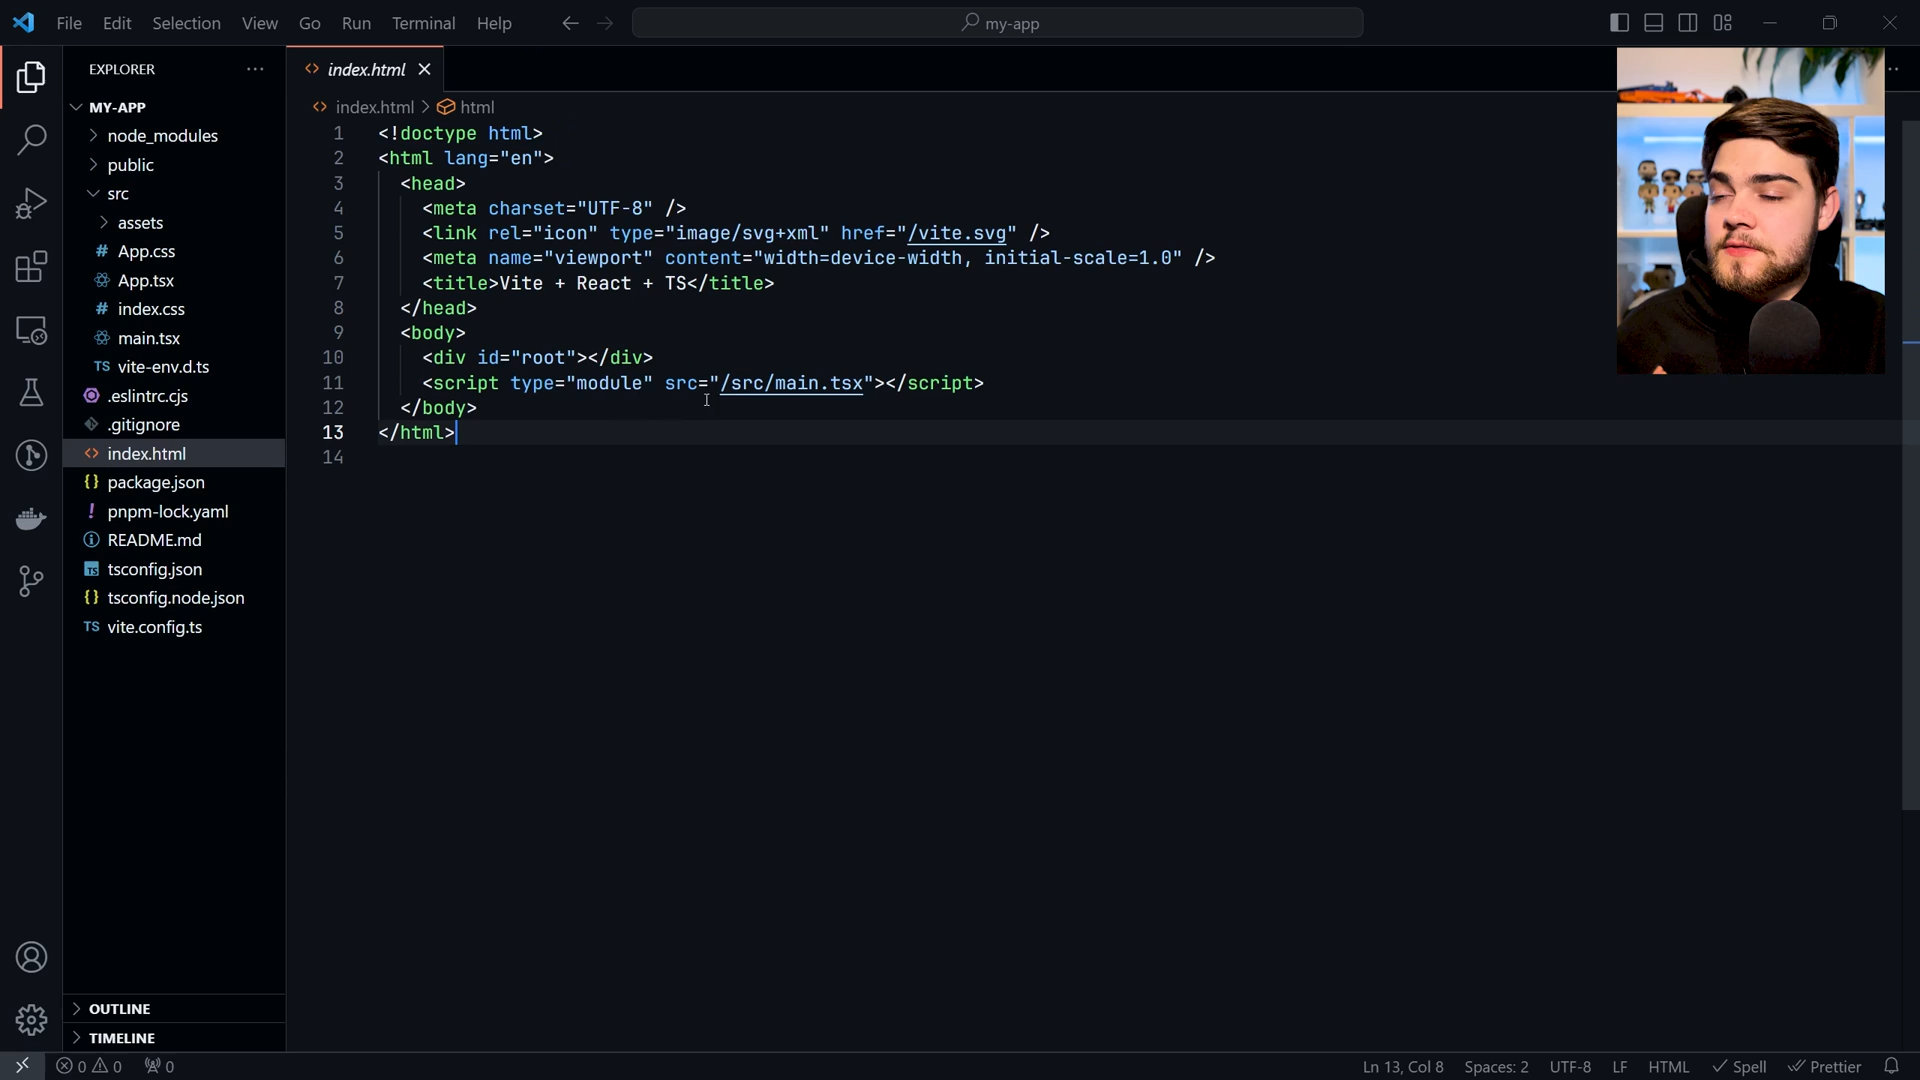 File Edit Selection View Go Run Terminal Help
my-app
EXPLORER
MY-APP
node_modules
public
src
assets
# App.css
App.tsx
# index.css
main.tsx
TS vite-env.d.ts
.eslintrc.cjs
.gitignore
<> index.html
{} package.json
! pnpm-lock.yaml
README.md
TS tsconfig.json
{} tsconfig.node.json
TS vite.config.ts
OUTLINE
TIMELINE
<> index.html
<> index.html > html
1 <!doctype html>
2 <html lang="en">
3 <head>
4 <meta charset="UTF-8" />
5 <link rel="icon" type="image/svg+xml" href="/vite.svg" />
6 <meta name="viewport" content="width=device-width, initial-scale=1.0" />
7 <title>Vite + React + TS</title>
8 </head>
9 <body>
10 <div id="root"></div>
11 <script type="module" src="/src/main.tsx"></script>
12 </body>
13 </html>
14
0 0 0 Ln 13, Col 8 Spaces: 2 UTF-8 LF HTML Spell Prettier